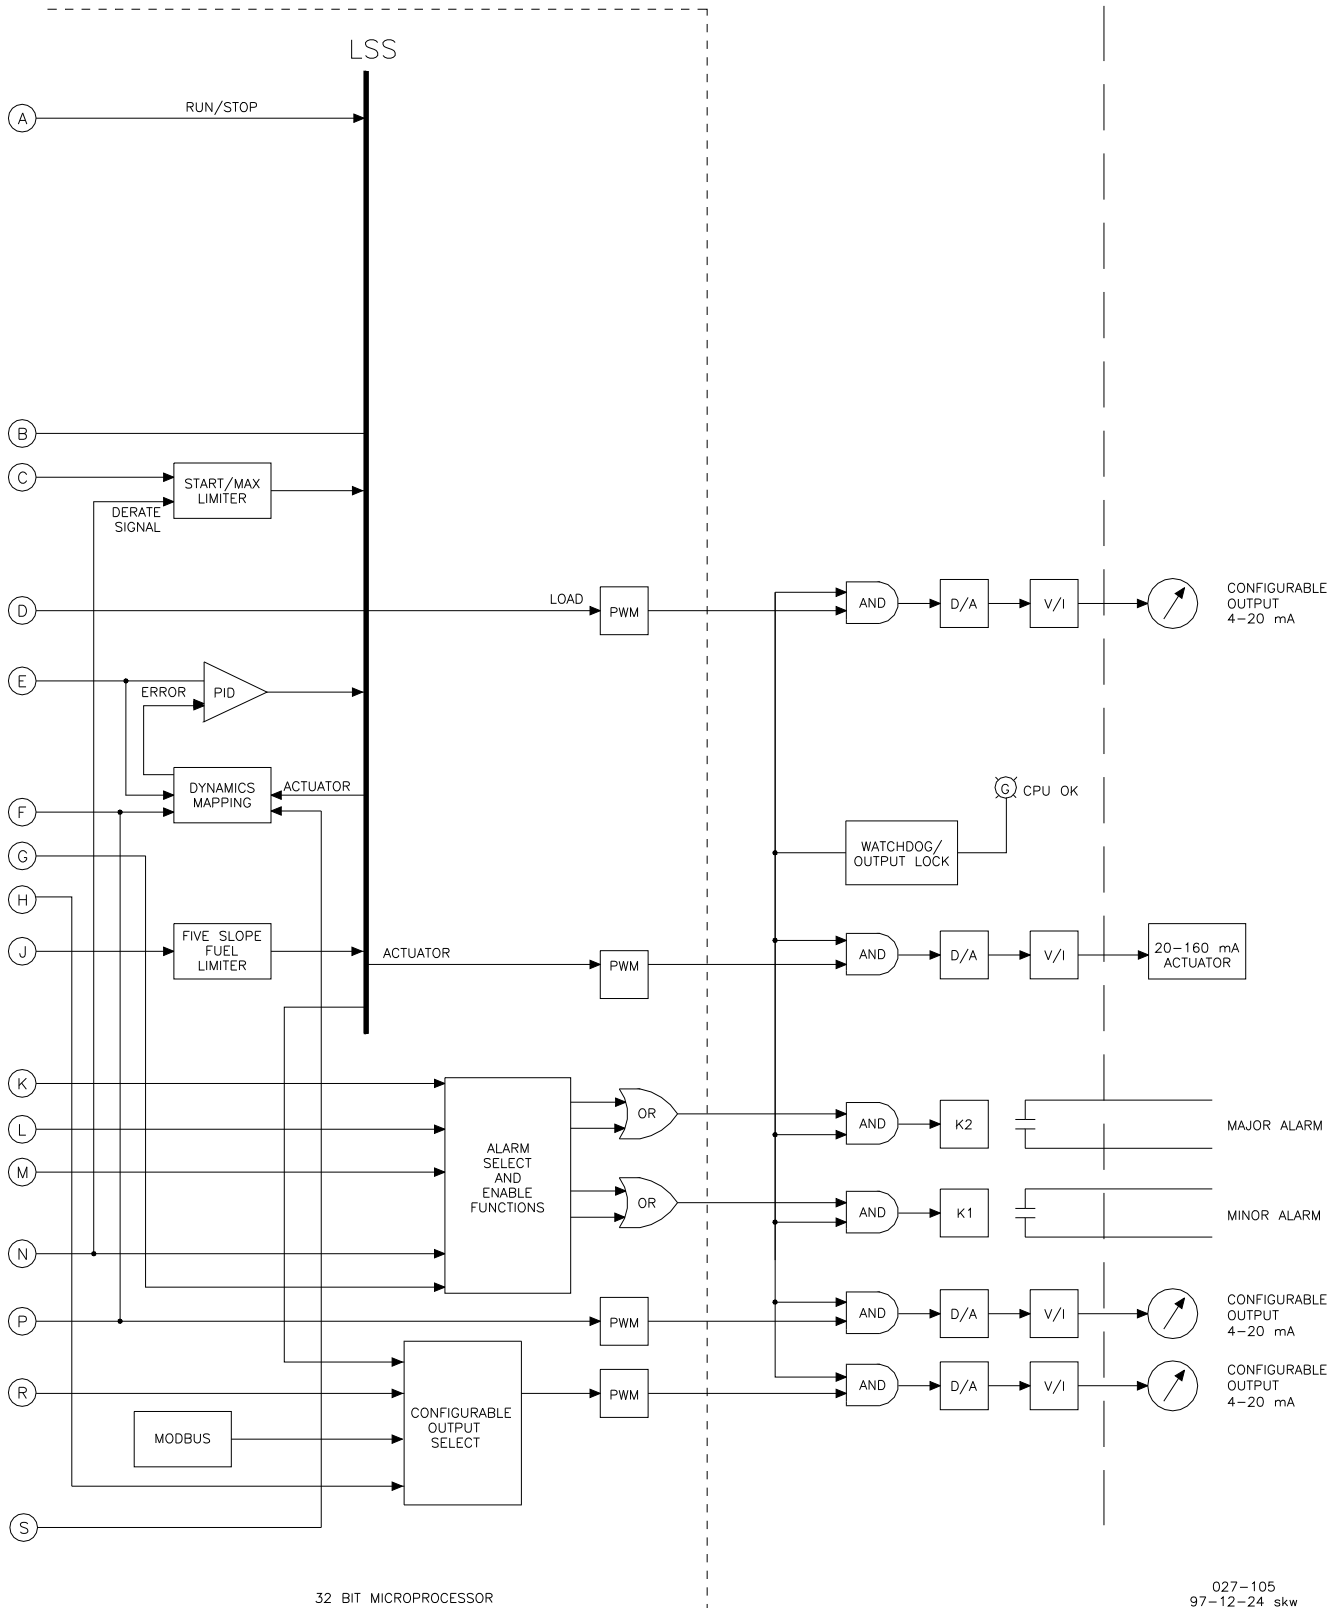 LSS
A
RUN/STOP
B
C
START/MAX
LIMITER
DERATE
SIGNAL
D
LOAD
PWM
AND
D/A
V/I
CONFIGURABLE
OUTPUT
4-20 mA
E
ERROR
PID
DYNAMICS
MAPPING
ACTUATOR
G
CPU OK
F
WATCHDOG/
OUTPUT LOCK
G
H
J
FIVE SLOPE
FUEL
LIMITER
ACTUATOR
PWM
AND
D/A
V/I
20-160 mA
ACTUATOR
K
L
M
ALARM
SELECT
AND
ENABLE
FUNCTIONS
OR
AND
K2
MAJOR ALARM
OR
AND
K1
MINOR ALARM
N
P
PWM
AND
D/A
V/I
CONFIGURABLE
OUTPUT
4-20 mA
R
MODBUS
CONFIGURABLE
OUTPUT
SELECT
PWM
AND
D/A
V/I
CONFIGURABLE
OUTPUT
4-20 mA
S
32 BIT MICROPROCESSOR
027-105
97-12-24 skw